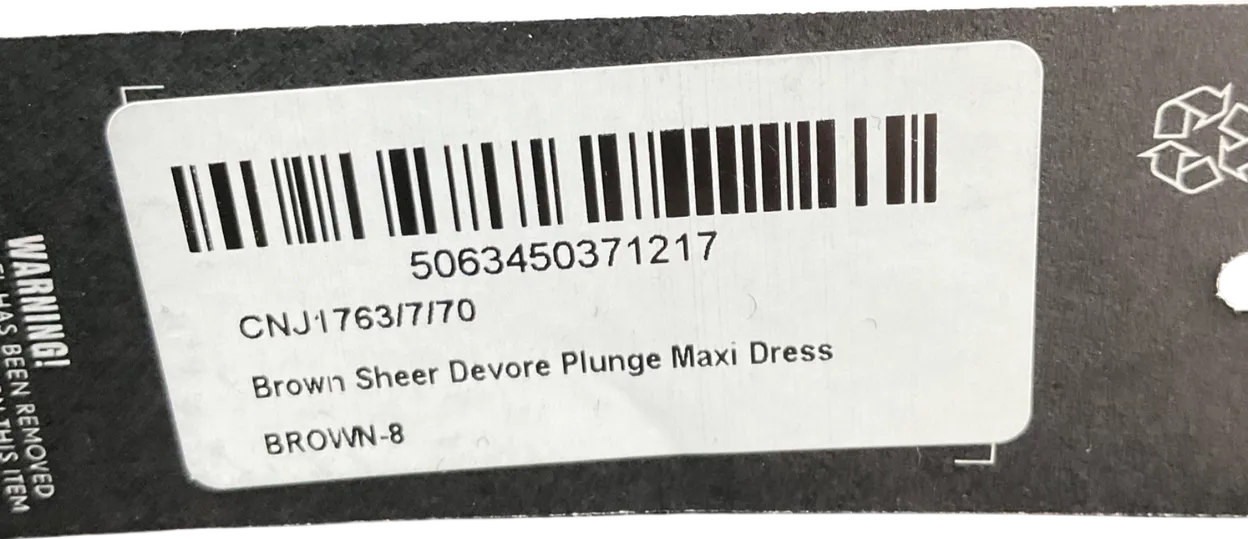 5063450371217
CNJ1763/7/70
Brown Sheer Devore Plunge Maxi Dress
BROWN-8
WARNING!
HAS BEEN REMOVED
THIS ITEM